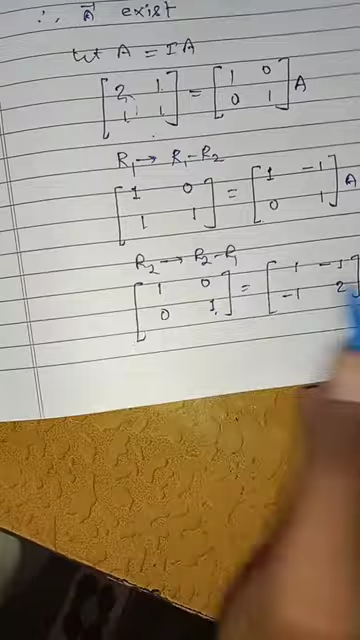 ∴ A⁻¹ exist
let A = IA
[2 1; 1 1] = [1 0; 0 1] A
R₁ → R₁-R₂
[1 0; 1 1] = [1 -1; 0 1] A
R₂ → R₂-R₁
[1 0; 0 1] = [1 -1; -1 2]